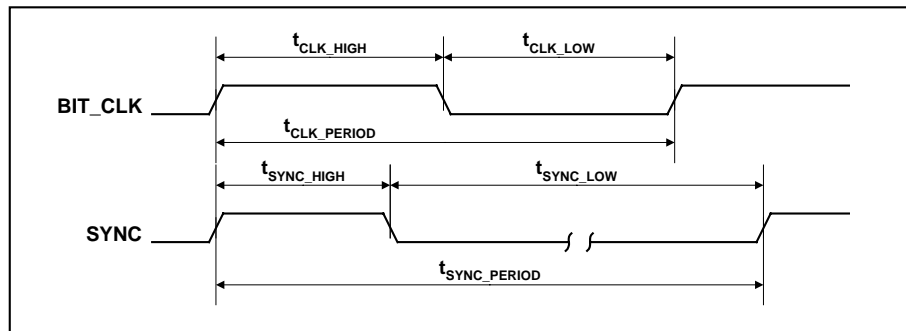 tCLK_HIGH tCLK_LOW
BIT_CLK
tCLK_PERIOD
tSYNC_HIGH tSYNC_LOW
SYNC
tSYNC_PERIOD